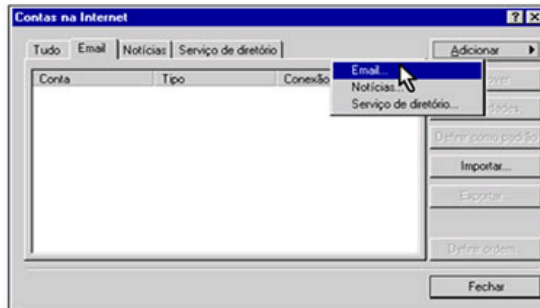 Contas na Internet
Tudo Email Notícias Serviço de diretório
Adicionar
Conta Tipo Conexão
Email...
Notícias...
Serviço de diretório...
Definir como padrão
Importar...
Exportar...
Definir ordem...
Fechar